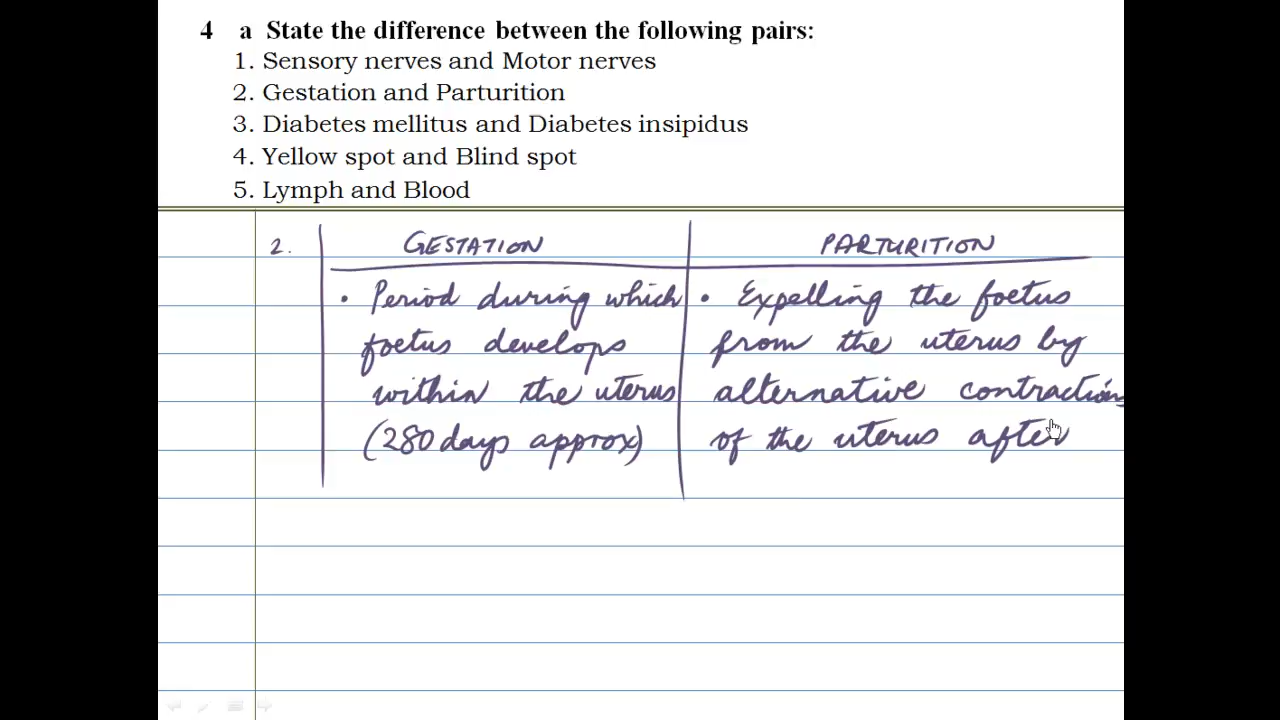 4 a State the difference between the following pairs:
1. Sensory nerves and Motor nerves
2. Gestation and Parturition
3. Diabetes mellitus and Diabetes insipidus
4. Yellow spot and Blind spot
5. Lymph and Blood
2. GESTATION PARTURITION
• Period during which • Expelling the foetus
foetus develops from the uterus by
within the uterus alternative contractions
(280 days approx) of the uterus after